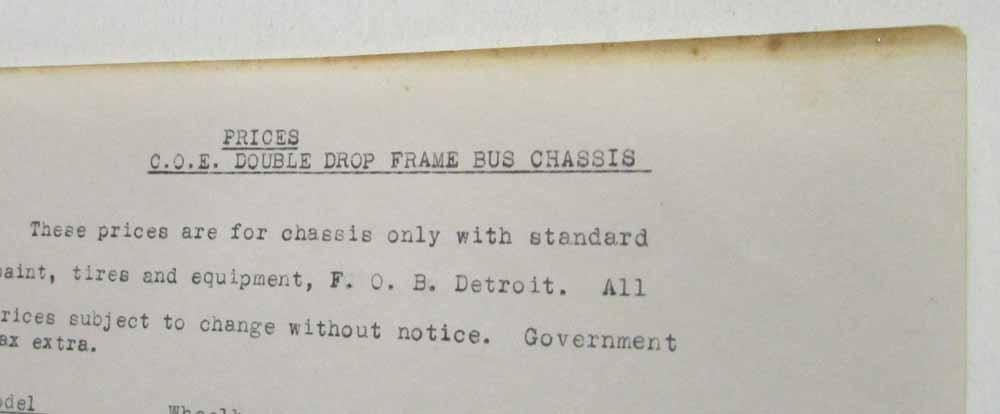 PRICES
C.O.E. DOUBLE DROP FRAME BUS CHASSIS
These prices are for chassis only with standard
paint, tires and equipment, F. O. B. Detroit. All
rices subject to change without notice. Government
ax extra.
odel